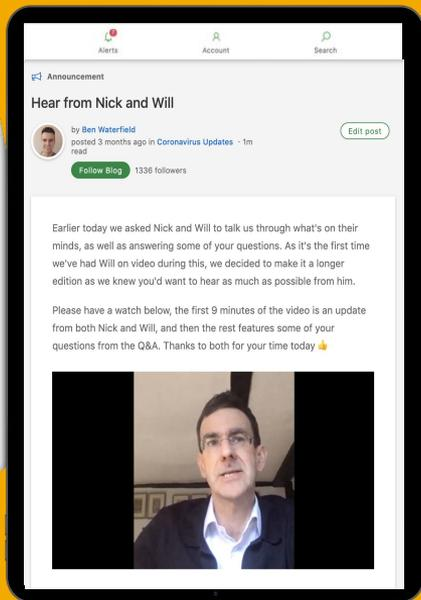 7
Alerts
Account
Search
Announcement
Hear from Nick and Will
by Ben Waterfield
posted 3 months ago in Coronavirus Updates · 1m
read
Edit post
Follow Blog 1336 followers
Earlier today we asked Nick and Will to talk us through what's on their
minds, as well as answering some of your questions. As it's the first time
we've had Will on video during this, we decided to make it a longer
edition as we knew you'd want to hear as much as possible from him.
Please have a watch below, the first 9 minutes of the video is an update
from both Nick and Will, and then the rest features some of your
questions from the Q&A. Thanks to both for your time today 👍